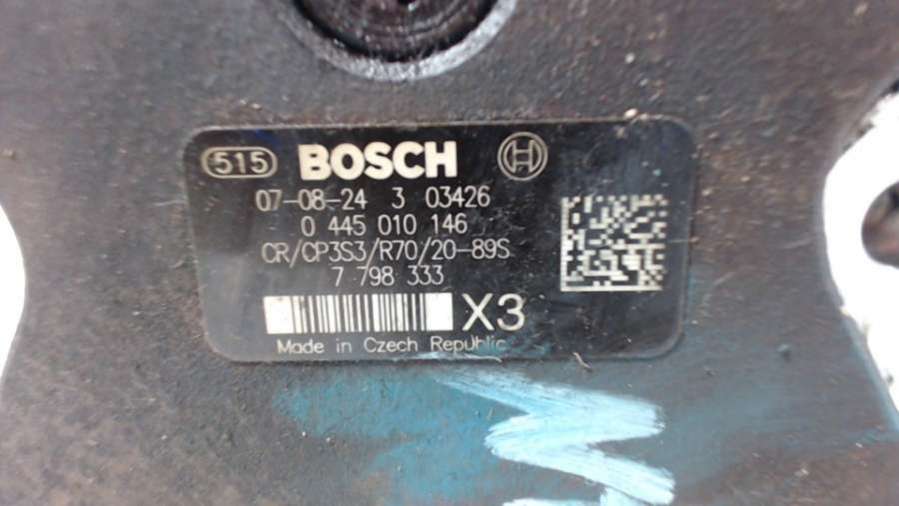 515 BOSCH
07-08-24 3 03426
0 445 010 146
CR/CP3S3/R70/20-89S
7 798 333
X3
Made in Czech Republic